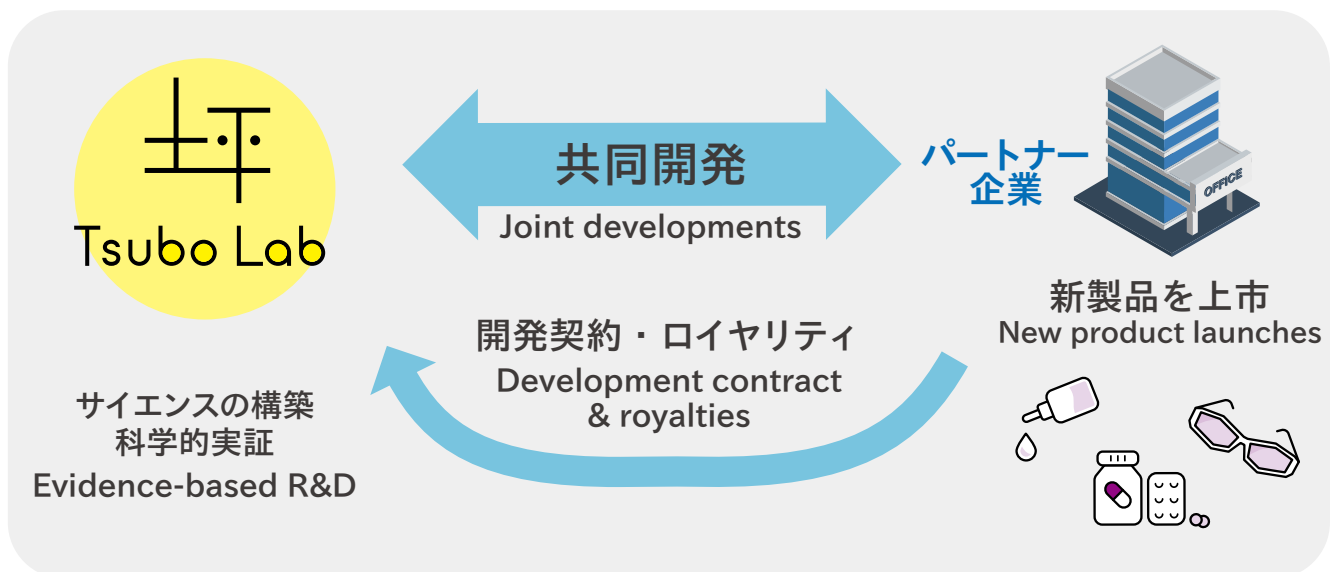 坪
Tsubo Lab
サイエンスの構築
科学的実証
Evidence-based R&D
共同開発
Joint developments
開発契約・ロイヤリティ
Development contract
& royalties
パートナー
企業
OFFICE
新製品を上市
New product launches